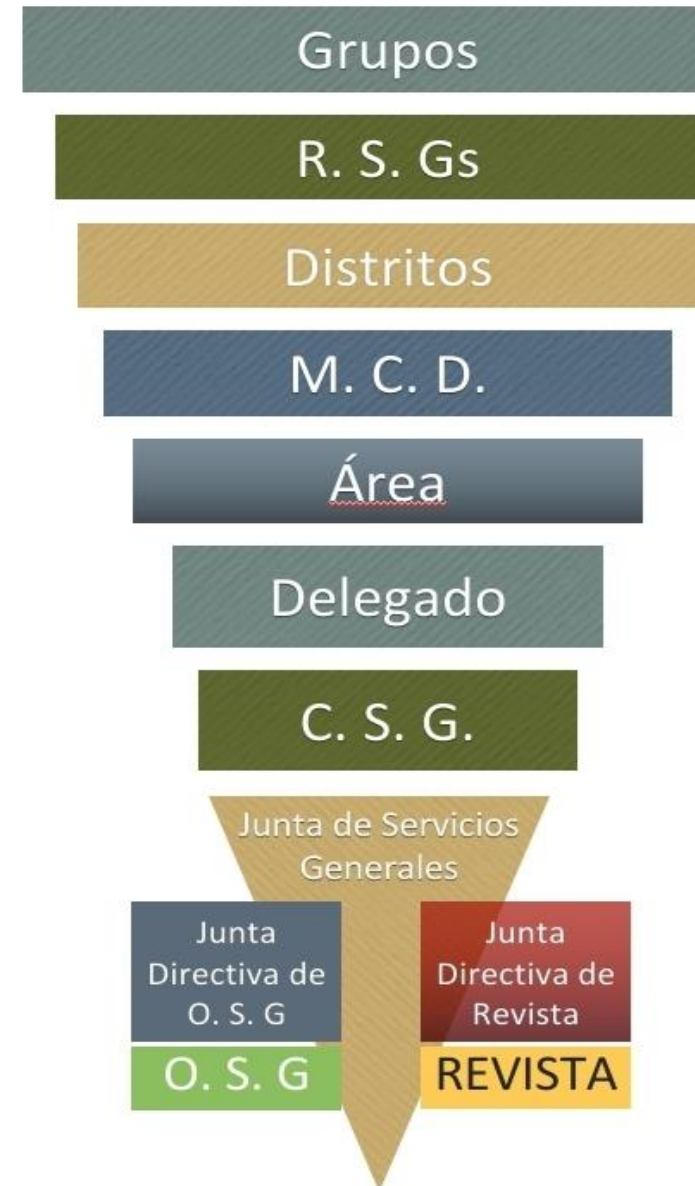 Grupos
R. S. Gs
Distritos
M. C. D.
Área
Delegado
C. S. G.
Junta de Servicios
Generales
Junta
Directiva de
O. S. G
Junta
Directiva de
Revista
O. S. G
REVISTA